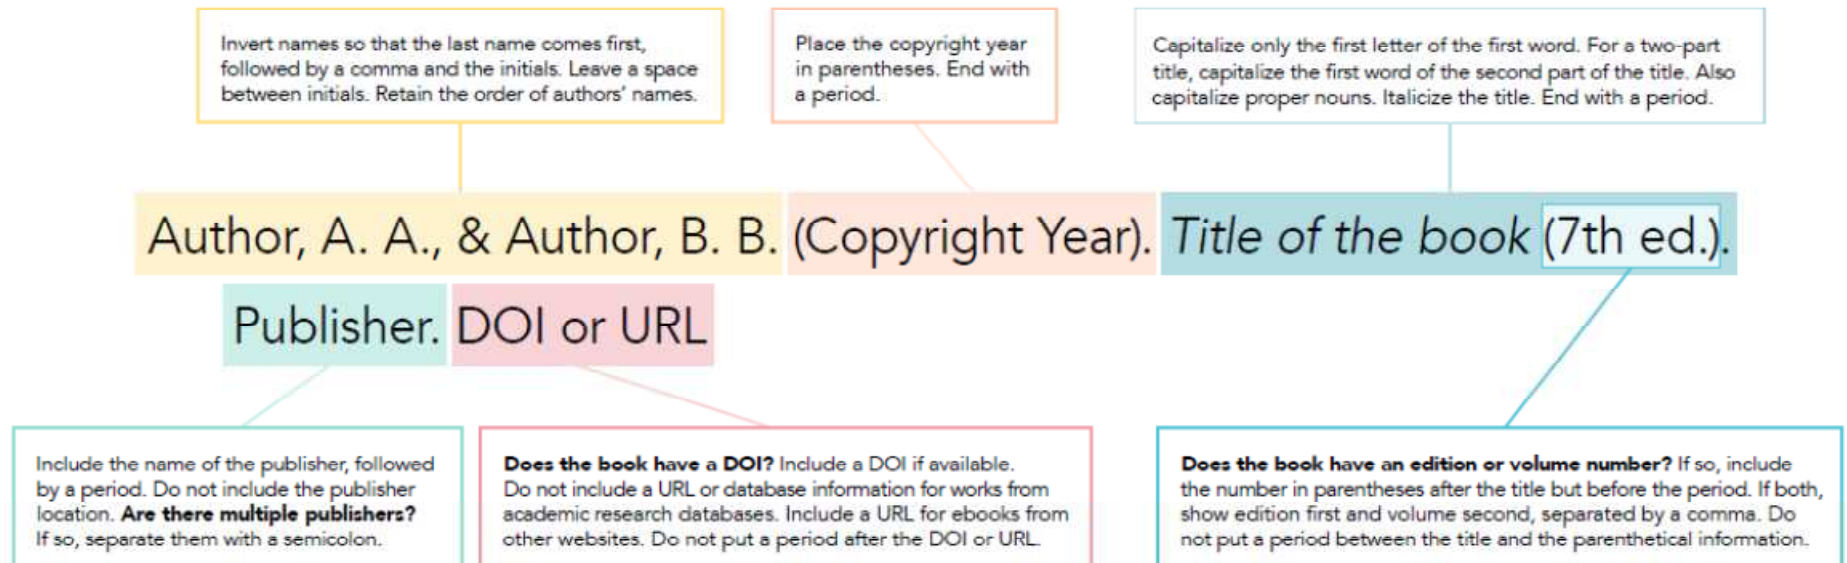 Invert names so that the last name comes first,
followed by a comma and the initials. Leave a space
between initials. Retain the order of authors' names.
Place the copyright year
in parentheses. End with
a period.
Capitalize only the first letter of the first word. For a two-part
title, capitalize the first word of the second part of the title. Also
capitalize proper nouns. Italicize the title. End with a period.
Author, A. A., & Author, B. B. (Copyright Year). Title of the book (7th ed.).
Publisher. DOI or URL
Include the name of the publisher, followed
by a period. Do not include the publisher
location. Are there multiple publishers?
If so, separate them with a semicolon.
Does the book have a DOI? Include a DOI if available.
Do not include a URL or database information for works from
academic research databases. Include a URL for ebooks from
other websites. Do not put a period after the DOI or URL.
Does the book have an edition or volume number? If so, include
the number in parentheses after the title but before the period. If both,
show edition first and volume second, separated by a comma. Do
not put a period between the title and the parenthetical information.